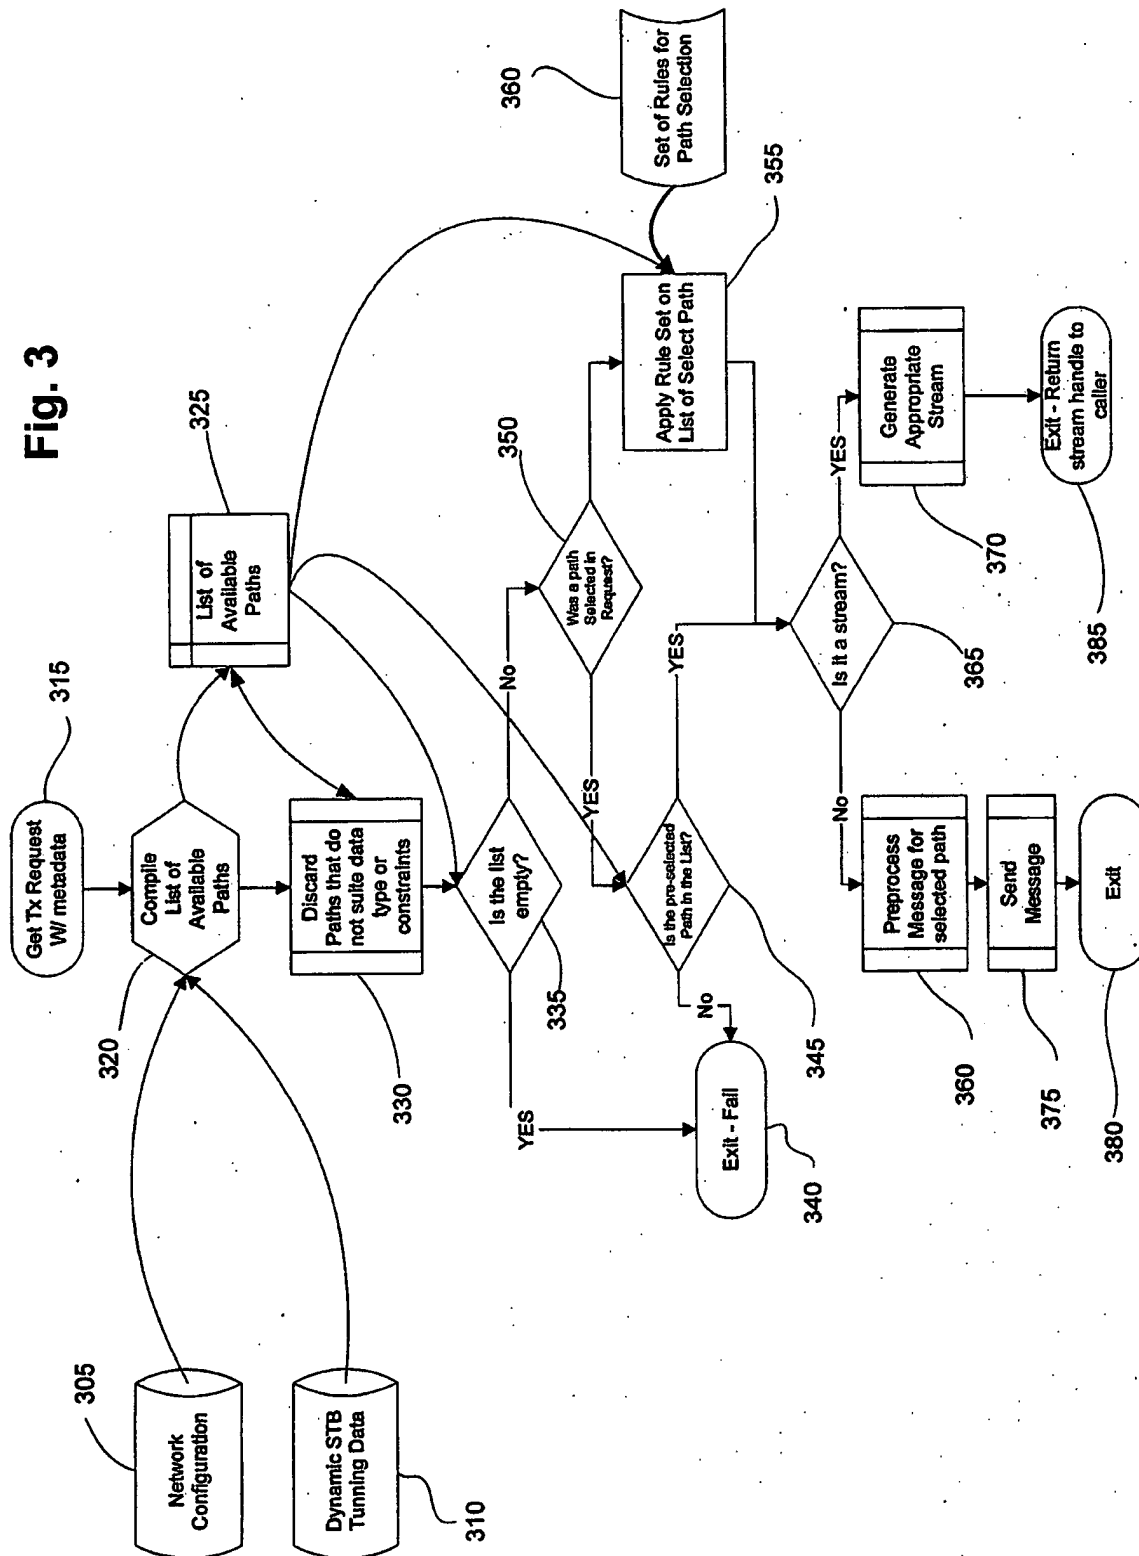 Fig. 3
315
Get Tx Request
W/ metadata
305
Network
Configuration
310
Dynamic STB
Tunning Data
320
Compile
List of
Available
Paths
325
List of
Available
Paths
330
Discard
Paths that do
not suite data
type or
constraints
335
Is the list
empty?
YES
No
340
Exit - Fail
350
Was a path
Selected in
Request?
YES
345
Is the pre-selected
Path in the List?
No
YES
360
Set of Rules for
Path Selection
355
Apply Rule Set on
List of Select Path
365
Is it a stream?
No
YES
360
Preprocess
Message for
selected path
375
Send
Message
380
Exit
370
Generate
Appropriate
Stream
385
Exit - Return
stream handle to
caller